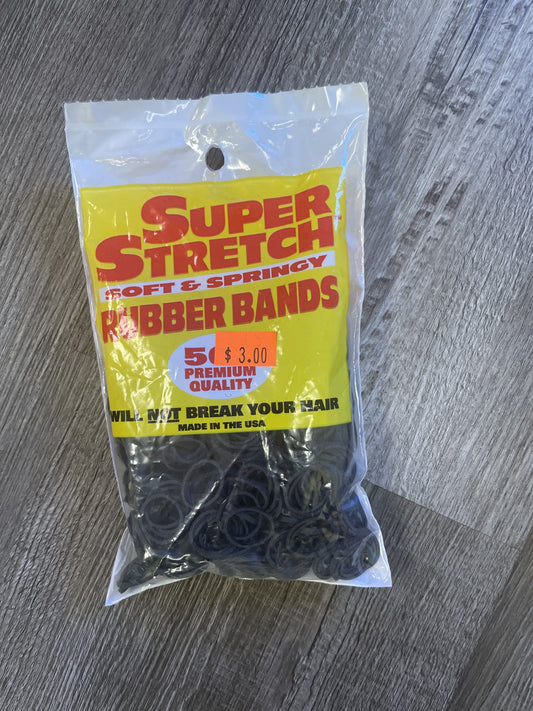 SUPER
STRETCH
SOFT & SPRINGY
RUBBER BANDS
$ 3.00
PREMIUM
QUALITY
WILL NOT BREAK YOUR HAIR
MADE IN THE USA